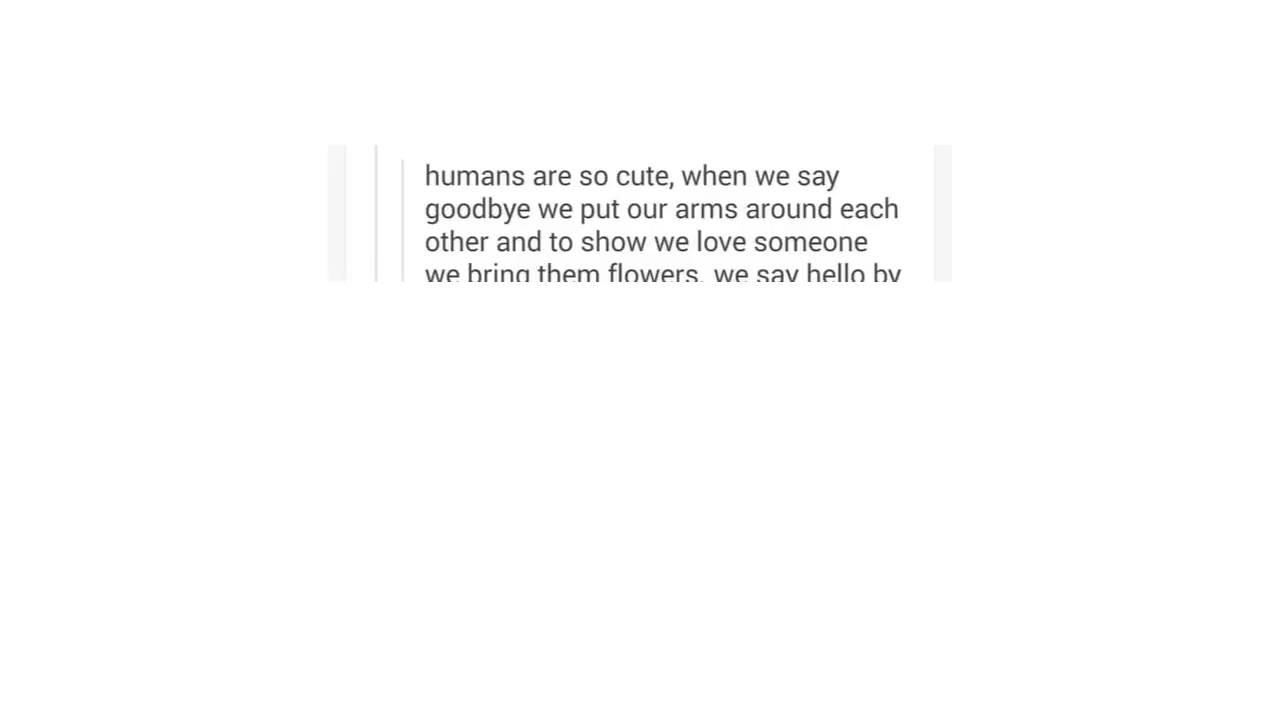 humans are so cute, when we say
goodbye we put our arms around each
other and to show we love someone
we bring them flowers. we say hello by